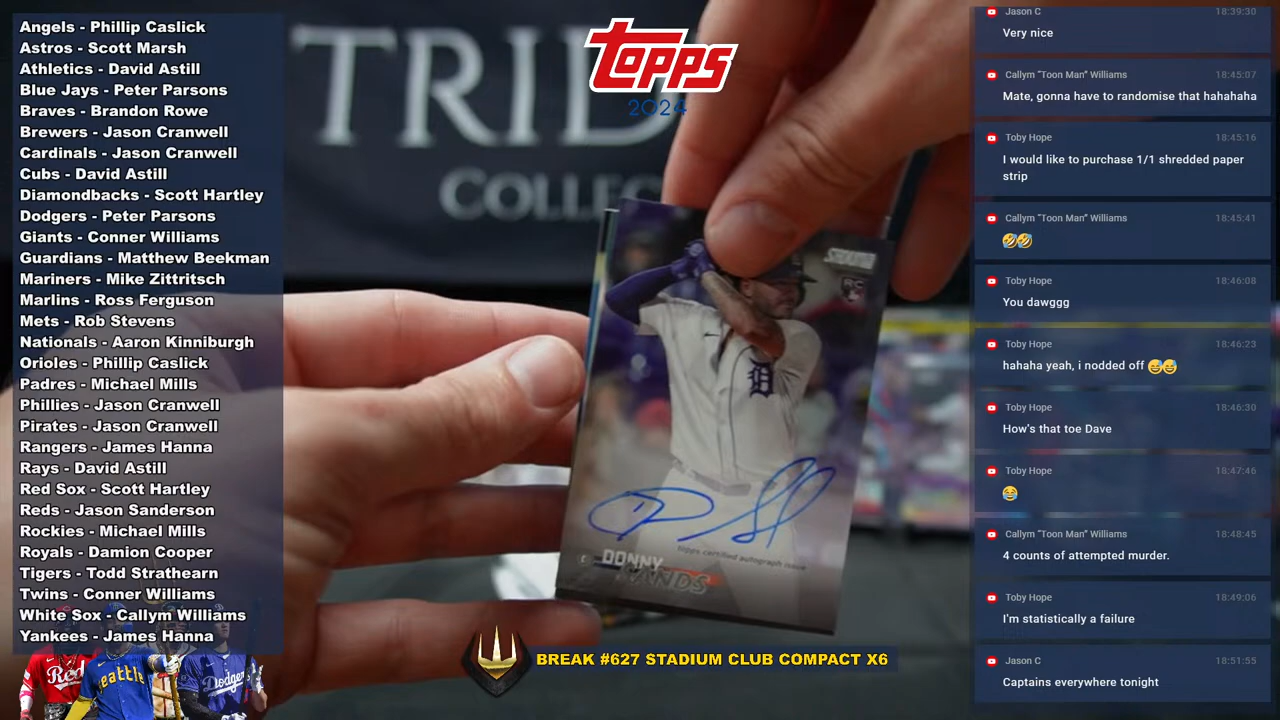 Angels - Phillip Caslick
Astros - Scott Marsh
Athletics - David Astill
Blue Jays - Peter Parsons
Braves - Brandon Rowe
Brewers - Jason Cranwell
Cardinals - Jason Cranwell
Cubs - David Astill
Diamondbacks - Scott Hartley
Dodgers - Peter Parsons
Giants - Conner Williams
Guardians - Matthew Beekman
Mariners - Mike Zittritsch
Marlins - Ross Ferguson
Mets - Rob Stevens
Nationals - Aaron Kinniburgh
Orioles - Phillip Caslick
Padres - Michael Mills
Phillies - Jason Cranwell
Pirates - Jason Cranwell
Rangers - James Hanna
Rays - David Astill
Red Sox - Scott Hartley
Reds - Jason Sanderson
Rockies - Michael Mills
Royals - Damion Cooper
Tigers - Todd Strathearn
Twins - Conner Williams
White Sox - Callym Williams
Yankees - James Hanna
Topps
2024
D
topps certified autograph issue
DONNY
SANDS
BREAK #627 STADIUM CLUB COMPACT X6
Jason C 18:39:30
Very nice
Callym “Toon Man” Williams 18:45:07
Mate, gonna have to randomise that hahahaha
Toby Hope 18:45:16
I would like to purchase 1/1 shredded paper
strip
Callym “Toon Man” Williams 18:45:41
🤣🤣
Toby Hope 18:46:08
You dawggg
Toby Hope 18:46:23
hahaha yeah, i nodded off 😅😅
Toby Hope 18:46:30
How's that toe Dave
Toby Hope 18:47:46
😂
Callym “Toon Man” Williams 18:48:45
4 counts of attempted murder.
Toby Hope 18:49:06
I'm statistically a failure
Jason C 18:51:55
Captains everywhere tonight